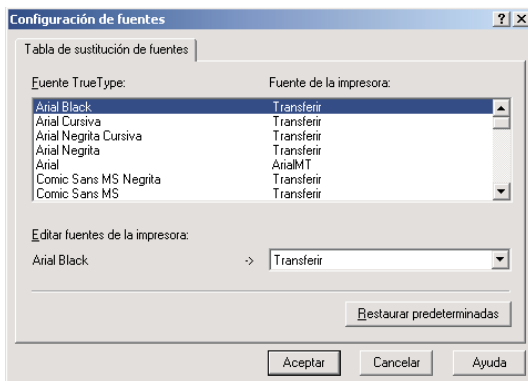 Configuración de fuentes
Tabla de sustitución de fuentes
Fuente TrueType: Fuente de la impresora:
Arial Black Transferir
Arial Cursiva Transferir
Arial Negrita Cursiva Transferir
Arial Negrita Transferir
Arial ArialMT
Comic Sans MS Negrita Transferir
Comic Sans MS Transferir
Editar fuentes de la impresora:
Arial Black -> Transferir
Restaurar predeterminadas
Aceptar Cancelar Ayuda